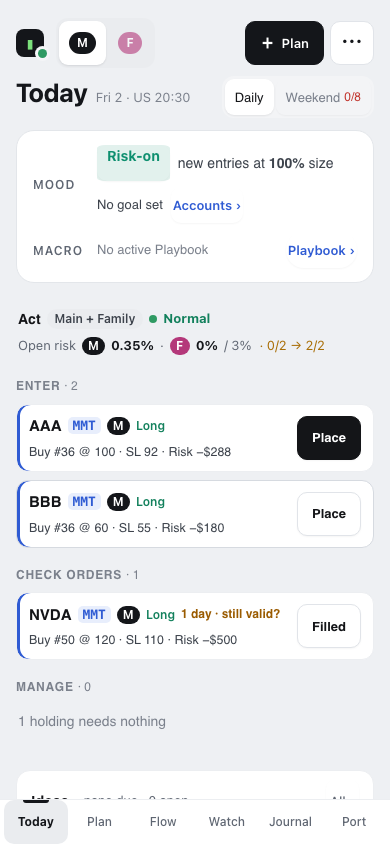 M F + Plan ...
Today Fri 2 · US 20:30 Daily Weekend 0/8
Risk-on new entries at 100% size
MOOD
No goal set Accounts ›
MACRO No active Playbook Playbook ›
Act Main + Family Normal
Open risk M 0.35% · F 0% / 3% · 0/2 → 2/2
ENTER · 2
AAA MMT M Long
Buy #36 @ 100 · SL 92 · Risk −$288
Place
BBB MMT M Long
Buy #36 @ 60 · SL 55 · Risk −$180
Place
CHECK ORDERS · 1
NVDA MMT M Long 1 day · still valid?
Buy #50 @ 120 · SL 110 · Risk −$500
Filled
MANAGE · 0
1 holding needs nothing
Today Plan Flow Watch Journal Port